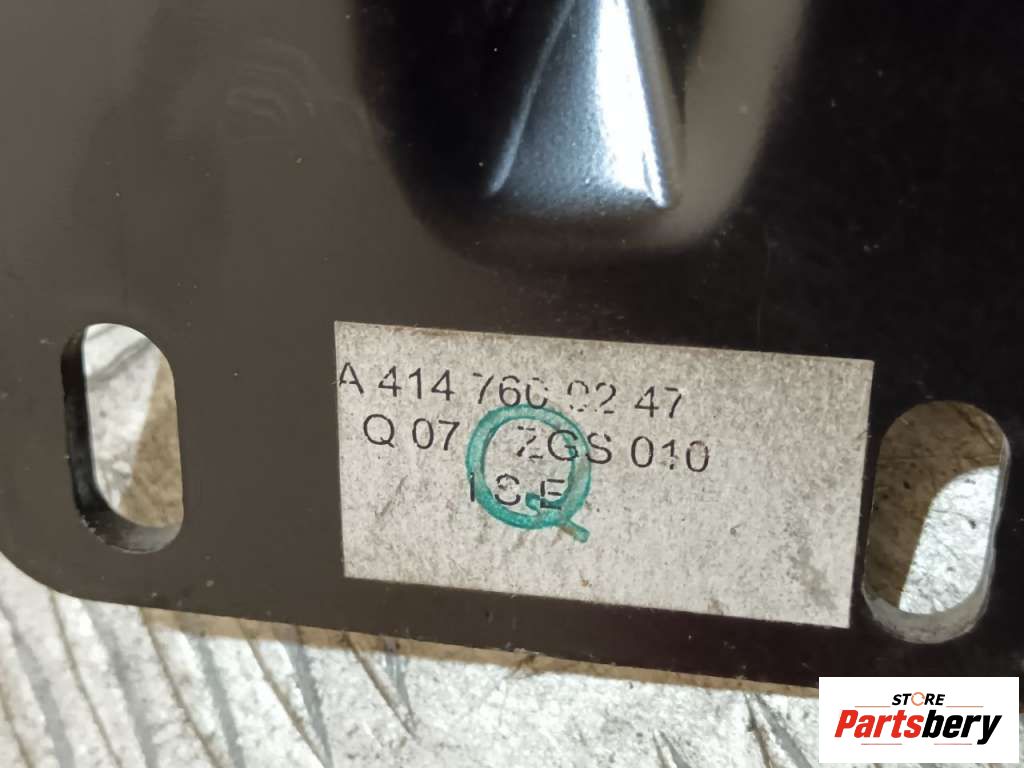 A 414 760 02 47
Q 07 ZGS 010
I S E
Q
STORE
Partsbery